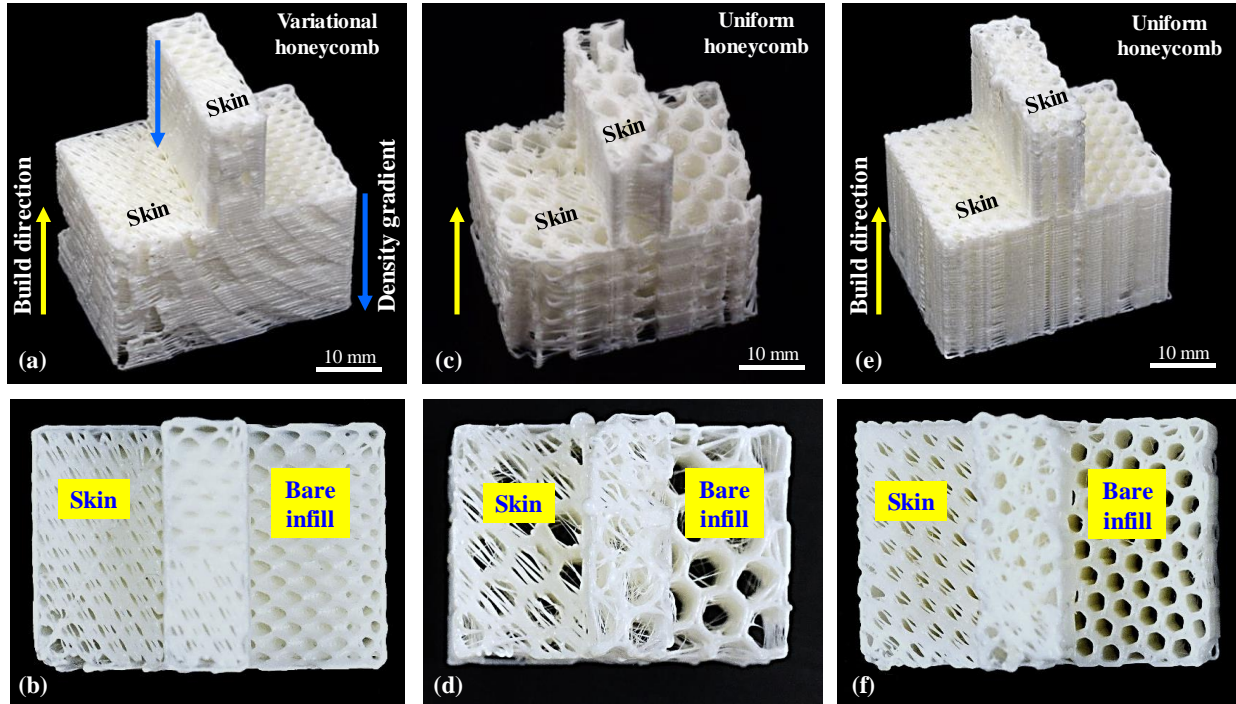 Variational
honeycomb
Skin
Skin
Build direction
Density gradient
(a)
10 mm
Uniform
honeycomb
Skin
Skin
(c)
10 mm
Uniform
honeycomb
Skin
Skin
Build direction
(e)
10 mm
Skin
Bare
infill
(b)
Skin
Bare
infill
(d)
Skin
Bare
infill
(f)